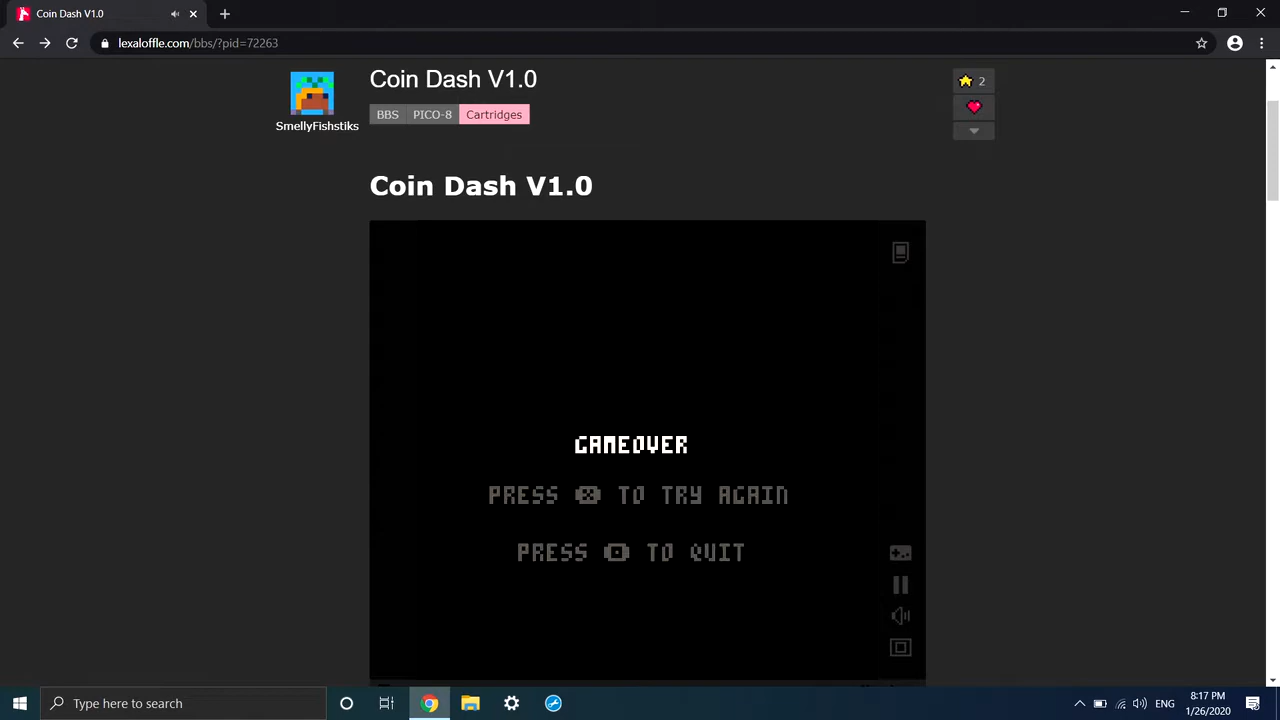 Coin Dash V1.0
lexaloffle.com/bbs/?pid=72263
Coin Dash V1.0
2
SmellyFishstiks
BBS PICO-8 Cartridges
Coin Dash V1.0
GAMEOVER
PRESS ❎ TO TRY AGAIN
PRESS 🅾 TO QUIT
Type here to search
8:17 PM
1/26/2020